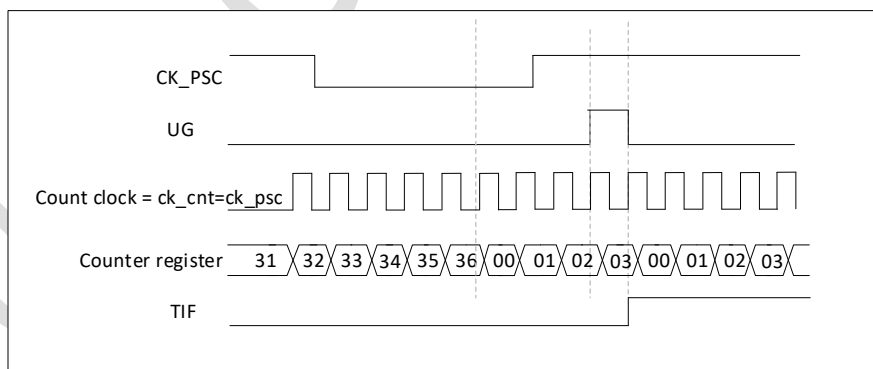 CK_PSC
UG
Count clock = ck_cnt=ck_psc
Counter register 31 32 33 34 35 36 00 01 02 03 00 01 02 03
TIF